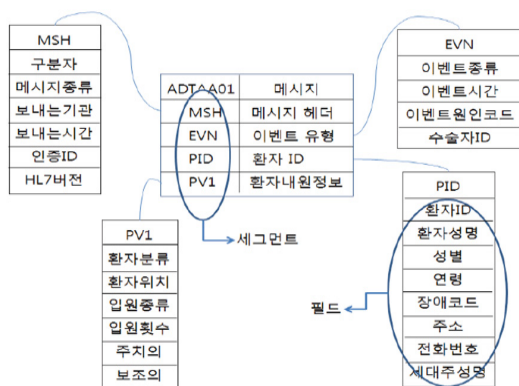 MSH
구분자
메시지종류
보내는기관
보내는시간
인증ID
HL7버전
ADTAA01 메시지
MSH 메시지 헤더
EVN 이벤트 유형
PID 환자 ID
PV1 환자내원정보
EVN
이벤트종류
이벤트시간
이벤트원인코드
수술자ID
세그먼트
PV1
환자분류
환자위치
입원종류
입원횟수
주치의
보조의
PID
환자ID
환자성명
성별
연령
장애코드
주소
전화번호
세대주성명
필드